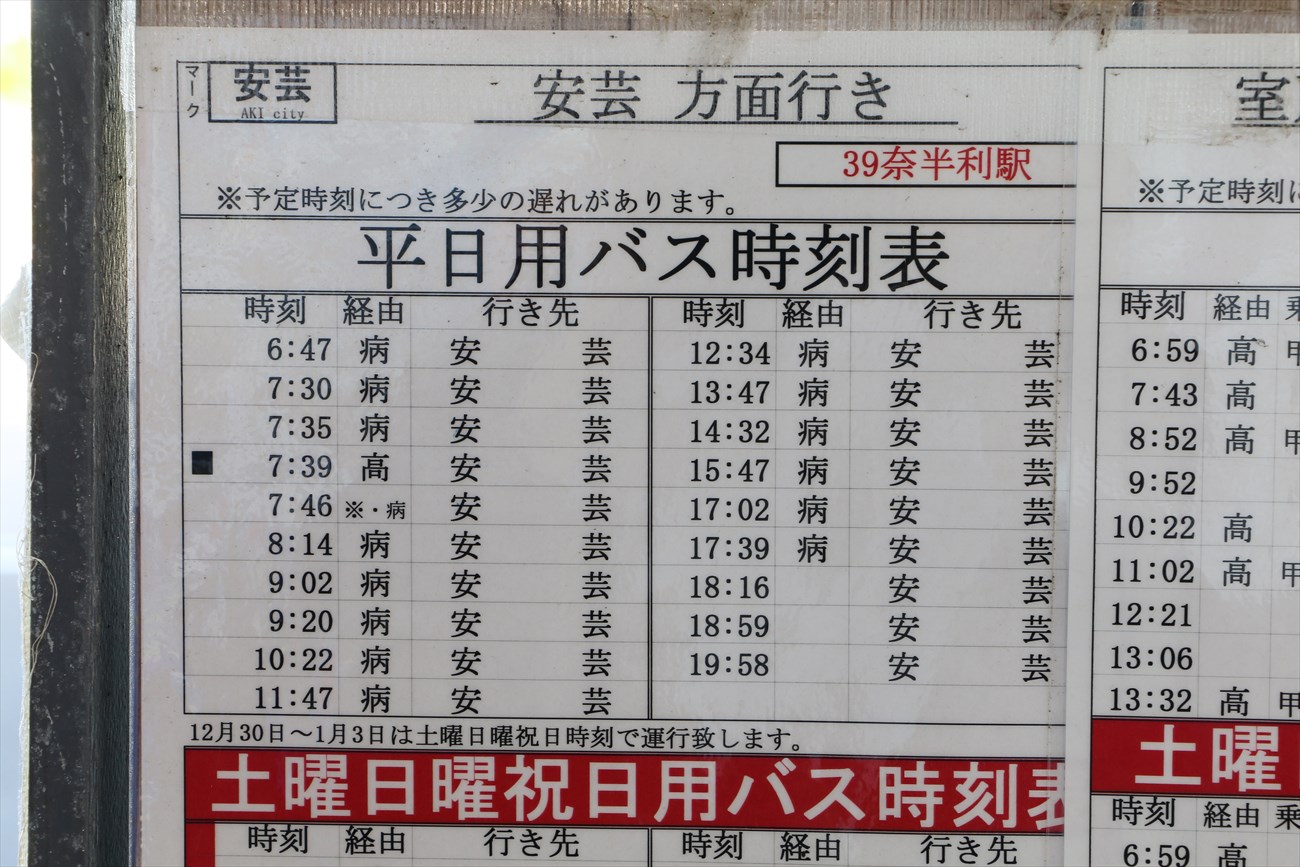 マーク
安芸
AKI city
安芸 方面行き
39奈半利駅
※予定時刻につき多少の遅れがあります。
平日用バス時刻表
時刻 経由 行き先 時刻 経由 行き先
6:47 病 安芸 12:34 病 安芸
7:30 病 安芸 13:47 病 安芸
7:35 病 安芸 14:32 病 安芸
■ 7:39 高 安芸 15:47 病 安芸
7:46 ※・病 安芸 17:02 病 安芸
8:14 病 安芸 17:39 病 安芸
9:02 病 安芸 18:16 安芸
9:20 病 安芸 18:59 安芸
10:22 病 安芸 19:58 安芸
11:47 病 安芸
12月30日～1月3日は土曜日曜祝日時刻で運行致します。
土曜日曜祝日用バス時刻表
時刻 経由 行き先 時刻 経由 行き先
室
※予定時刻に
時刻 経由 乗
6:59 高 甲
7:43 高
8:52 高 甲
9:52
10:22 高
11:02 高 甲
12:21
13:06
13:32 高 甲
土曜
時刻 経由 乗
6:59 高